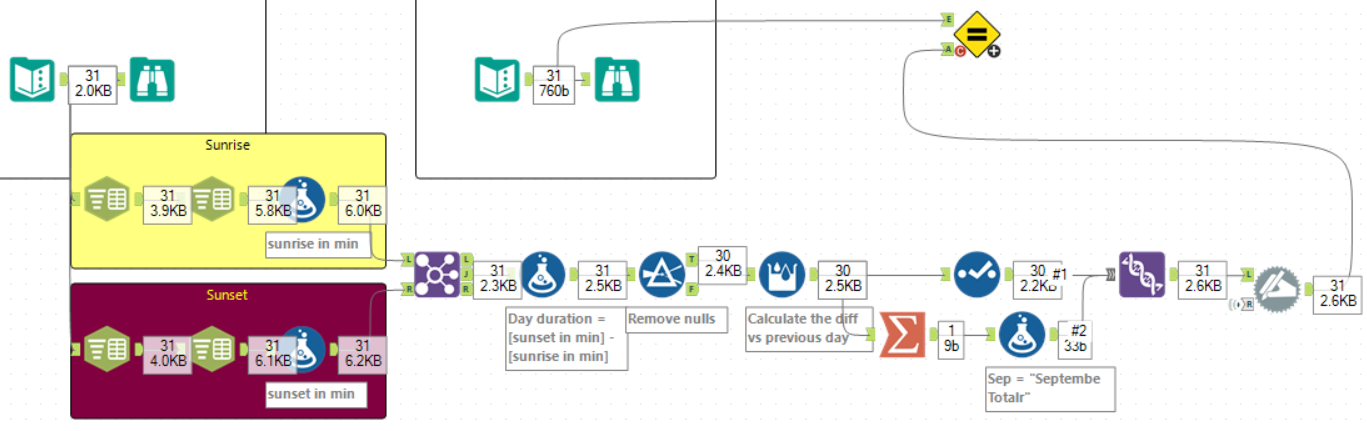 31
2.0KB
31
760b
E
A
C
Sunrise
31
3.9KB
31
5.8KB
31
6.0KB
sunrise in min
Sunset
31
4.0KB
31
6.1KB
31
6.2KB
sunset in min
L
R
L
J
R
31
2.3KB
Day duration =
[sunset in min] -
[sunrise in min]
31
2.5KB
Remove nulls
T
F
30
2.4KB
Calculate the diff
vs previous day
30
2.5KB
1
9b
30
2.2KB
#1
#2
33b
Sep = "Septembe
Totalr"
31
2.6KB
L
R
31
2.6KB